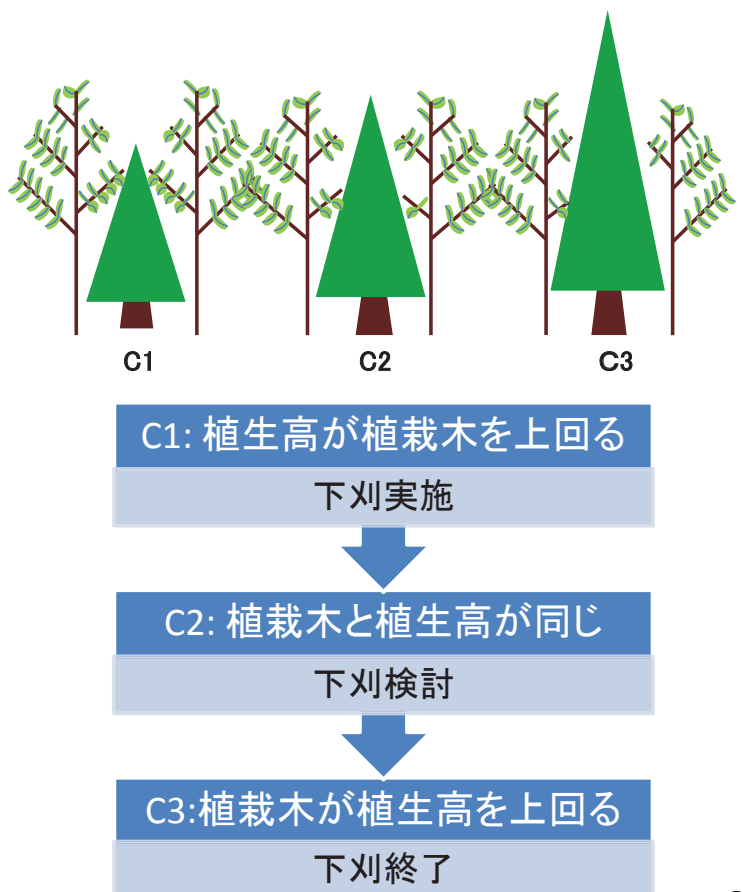 C1 C2 C3
C1: 植生高が植栽木を上回る
下刈実施
C2: 植栽木と植生高が同じ
下刈検討
C3:植栽木が植生高を上回る
下刈終了